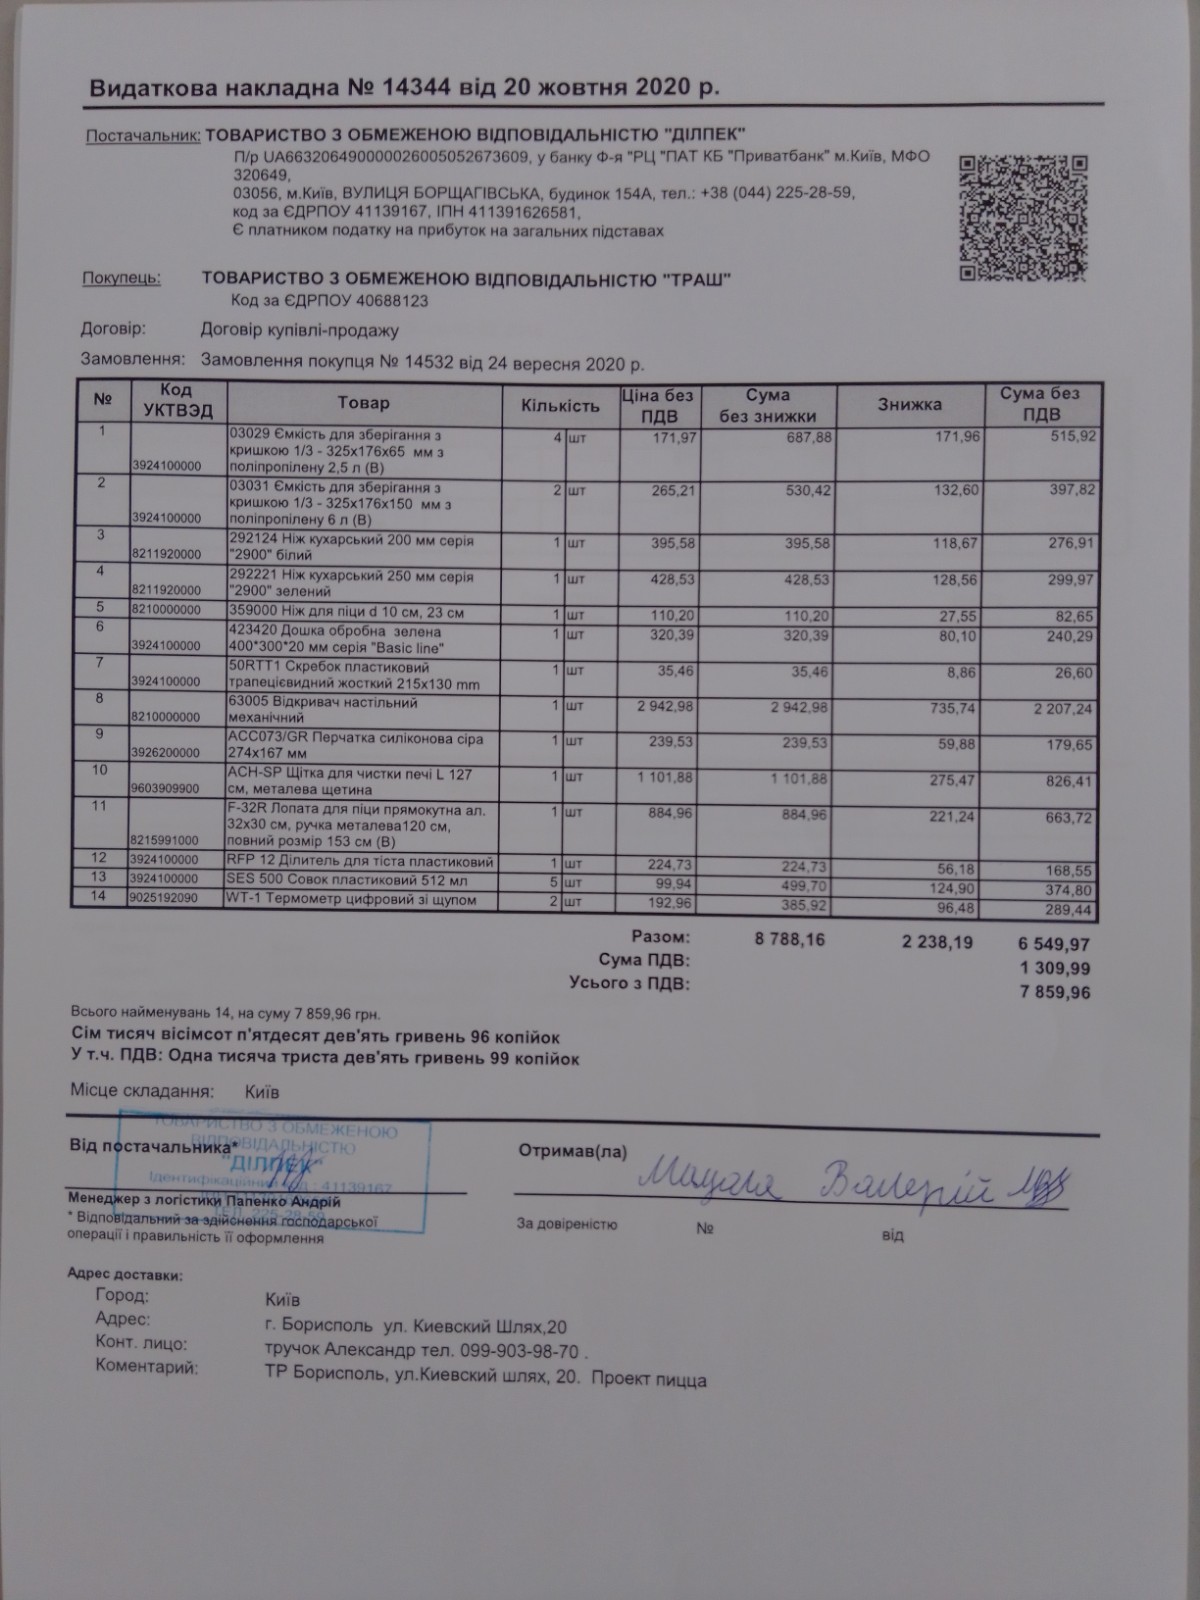 Видаткова накладна № 14344 від 20 жовтня 2020 р.
Постачальник: ТОВАРИСТВО З ОБМЕЖЕНОЮ ВІДПОВІДАЛЬНІСТЮ "ДІЛПЕК"
П/р UA663206490000026005052673609, у банку Ф-я "РЦ "ПАТ КБ "Приватбанк" м.Київ, МФО
320649,
03056, м.Київ, ВУЛИЦЯ БОРЩАГІВСЬКА, будинок 154А, тел.: +38 (044) 225-28-59,
код за ЄДРПОУ 41139167, ІПН 411391626581,
Є платником податку на прибуток на загальних підставах
Покупець: ТОВАРИСТВО З ОБМЕЖЕНОЮ ВІДПОВІДАЛЬНІСТЮ "ТРАШ"
Код за ЄДРПОУ 40688123
Договір: Договір купівлі-продажу
Замовлення: Замовлення покупця № 14532 від 24 вересня 2020 р.
№ Код УКТВЭД Товар Кількість Ціна без ПДВ Сума без знижки Знижка Сума без ПДВ
1 03029 Ємкість для зберігання з 4 шт 171,97 687,88 171,96 515,92
кришкою 1/3 - 325x176x65 мм з
3924100000 поліпропілену 2,5 л (В)
2 03031 Ємкість для зберігання з 2 шт 265,21 530,42 132,60 397,82
кришкою 1/3 - 325x176x150 мм з
3924100000 поліпропілену 6 л (В)
3 292124 Ніж кухарський 200 мм серія 1 шт 395,58 395,58 118,67 276,91
8211920000 "2900" білий
4 292221 Ніж кухарський 250 мм серія 1 шт 428,53 428,53 128,56 299,97
8211920000 "2900" зелений
5 8210000000 359000 Ніж для піци d 10 см, 23 см 1 шт 110,20 110,20 27,55 82,65
6 423420 Дошка обробна зелена 1 шт 320,39 320,39 80,10 240,29
3924100000 400*300*20 мм серія "Basic line"
7 50RTT1 Скребок пластиковий 1 шт 35,46 35,46 8,86 26,60
3924100000 трапецієвидний жосткий 215x130 mm
8 63005 Відкривач настільний 1 шт 2 942,98 2 942,98 735,74 2 207,24
8210000000 механічний
9 ACC073/GR Перчатка силіконова сіра 1 шт 239,53 239,53 59,88 179,65
3926200000 274x167 мм
10 ACH-SP Щітка для чистки печі L 127 1 шт 1 101,88 1 101,88 275,47 826,41
9603909900 см, металева щетина
11 F-32R Лопата для піци прямокутна ал. 1 шт 884,96 884,96 221,24 663,72
32x30 см, ручка металева120 см,
8215991000 повний розмір 153 см (В)
12 3924100000 RFP 12 Ділитель для тіста пластиковий 1 шт 224,73 224,73 56,18 168,55
13 3924100000 SES 500 Совок пластиковий 512 мл 5 шт 99,94 499,70 124,90 374,80
14 9025192090 WT-1 Термометр цифровий зі щупом 2 шт 192,96 385,92 96,48 289,44
Разом: 8 788,16 2 238,19 6 549,97
Сума ПДВ: 1 309,99
Усього з ПДВ: 7 859,96
Всього найменувань 14, на суму 7 859,96 грн.
Сім тисяч вісімсот п'ятдесят дев'ять гривень 96 копійок
У т.ч. ПДВ: Одна тисяча триста дев'ять гривень 99 копійок
Місце складання: Київ
ТОВАРИСТВО З ОБМЕЖЕНОЮ
ВІДПОВІДАЛЬНІСТЮ
"ДІЛПЕК"
Ідентифікаційний код : 41139167
ТЕЛ. 225-28-59
Від постачальника*
Отримав(ла) Валерій
Менеджер з логістики Папенко Андрій
* Відповідальний за здійснення господарської
операції і правильність її оформлення
За довіреністю № від
Адрес доставки:
Город: Київ
Адрес: г. Борисполь ул. Киевский Шлях,20
Конт. лицо: тручок Александр тел. 099-903-98-70 .
Коментарий: ТР Борисполь, ул.Киевский шлях, 20. Проект пицца